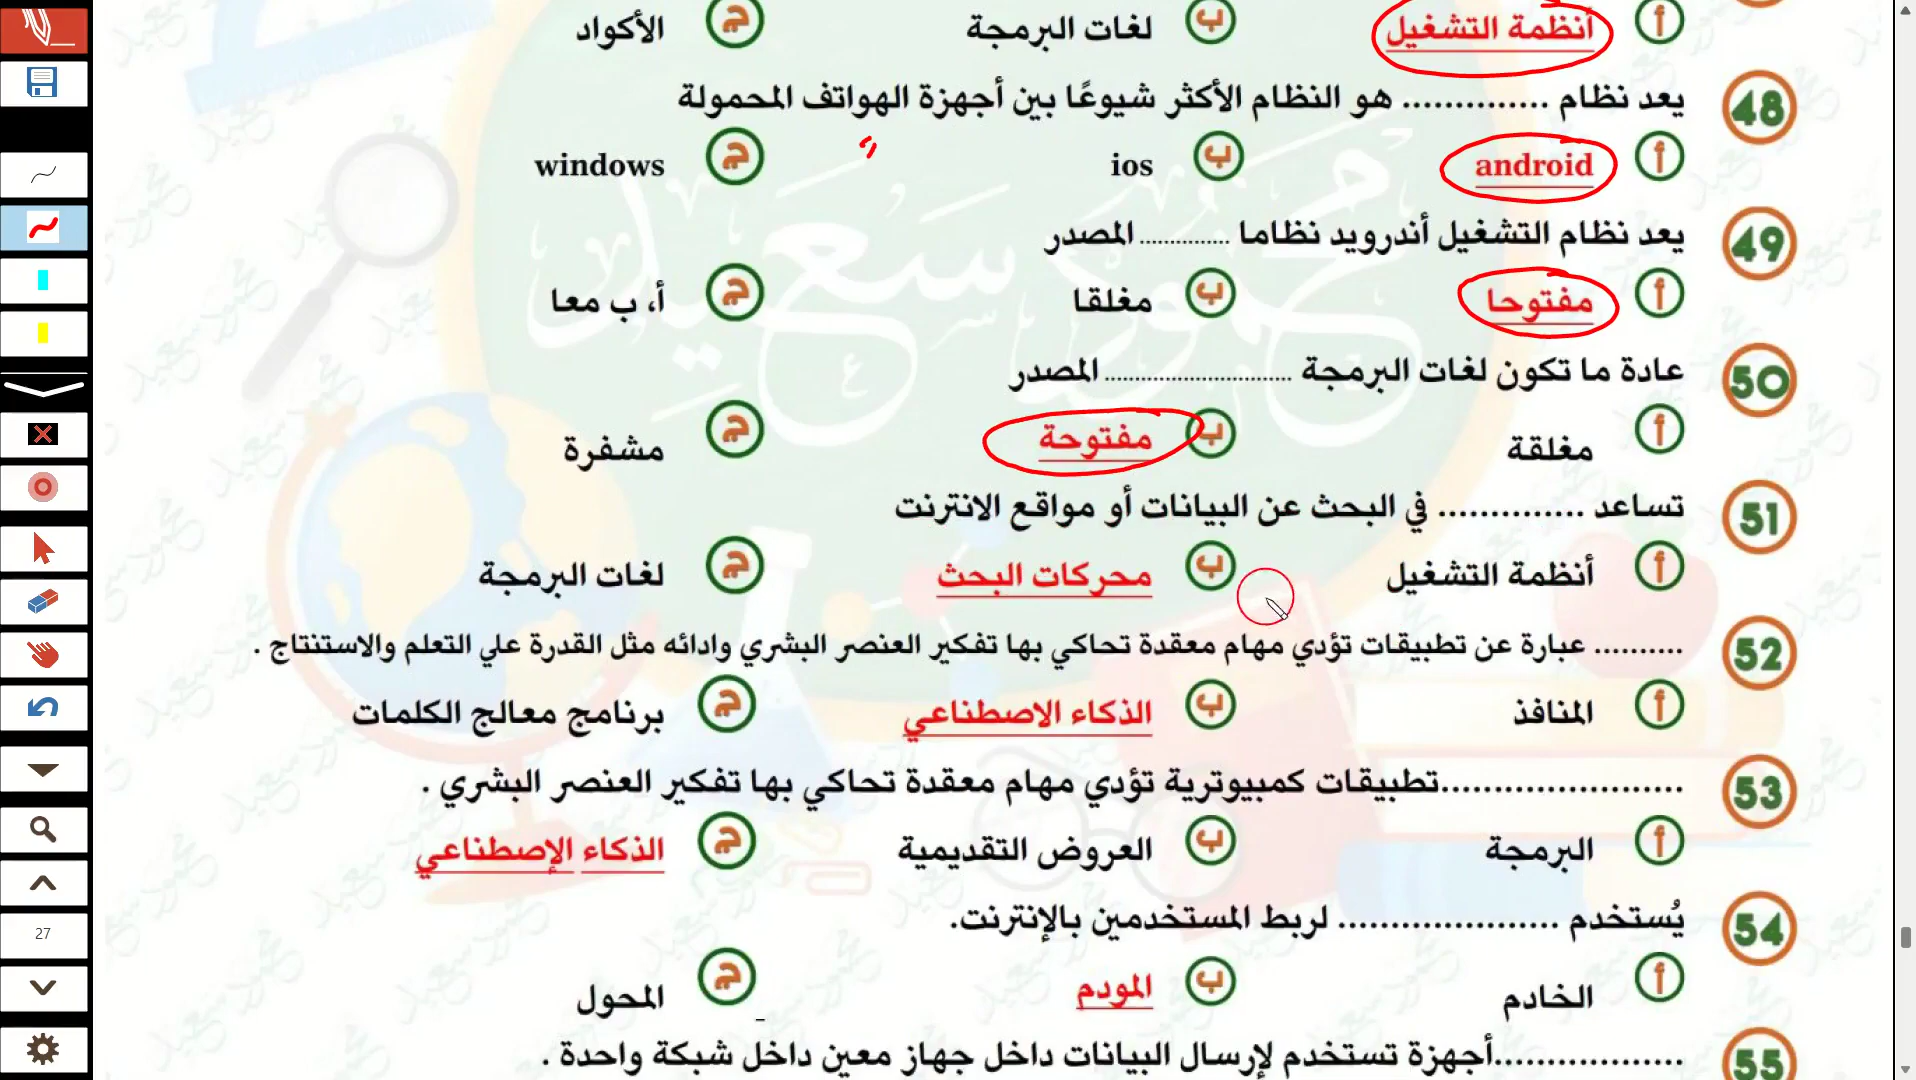 أ أنظمة التشغيل ب لغات البرمجة ج الأكواد
48 يعد نظام .............. هو النظام الأكثر شيوعًا بين أجهزة الهواتف المحمولة
أ android ب ios ج windows
49 يعد نظام التشغيل أندرويد نظاما ............... المصدر
أ مفتوحا ب مغلقا ج أ، ب معا
50 عادة ما تكون لغات البرمجة ............................... المصدر
أ مغلقة ب مفتوحة ج مشفرة
51 تساعد .............. في البحث عن البيانات أو مواقع الانترنت
أ أنظمة التشغيل ب محركات البحث ج لغات البرمجة
52 .......... عبارة عن تطبيقات تؤدي مهام معقدة تحاكي بها تفكير العنصر البشري وادائه مثل القدرة علي التعلم والاستنتاج .
أ المنافذ ب الذكاء الاصطناعي ج برنامج معالج الكلمات
53 .......................تطبيقات كمبيوترية تؤدي مهام معقدة تحاكي بها تفكير العنصر البشري .
أ البرمجة ب العروض التقديمية ج الذكاء الإصطناعي
54 يُستخدم ..................... لربط المستخدمين بالإنترنت.
أ الخادم ب المودم ج المحول
55 ..................أجهزة تستخدم لإرسال البيانات داخل جهاز معين داخل شبكة واحدة .
محمود سعيد
27